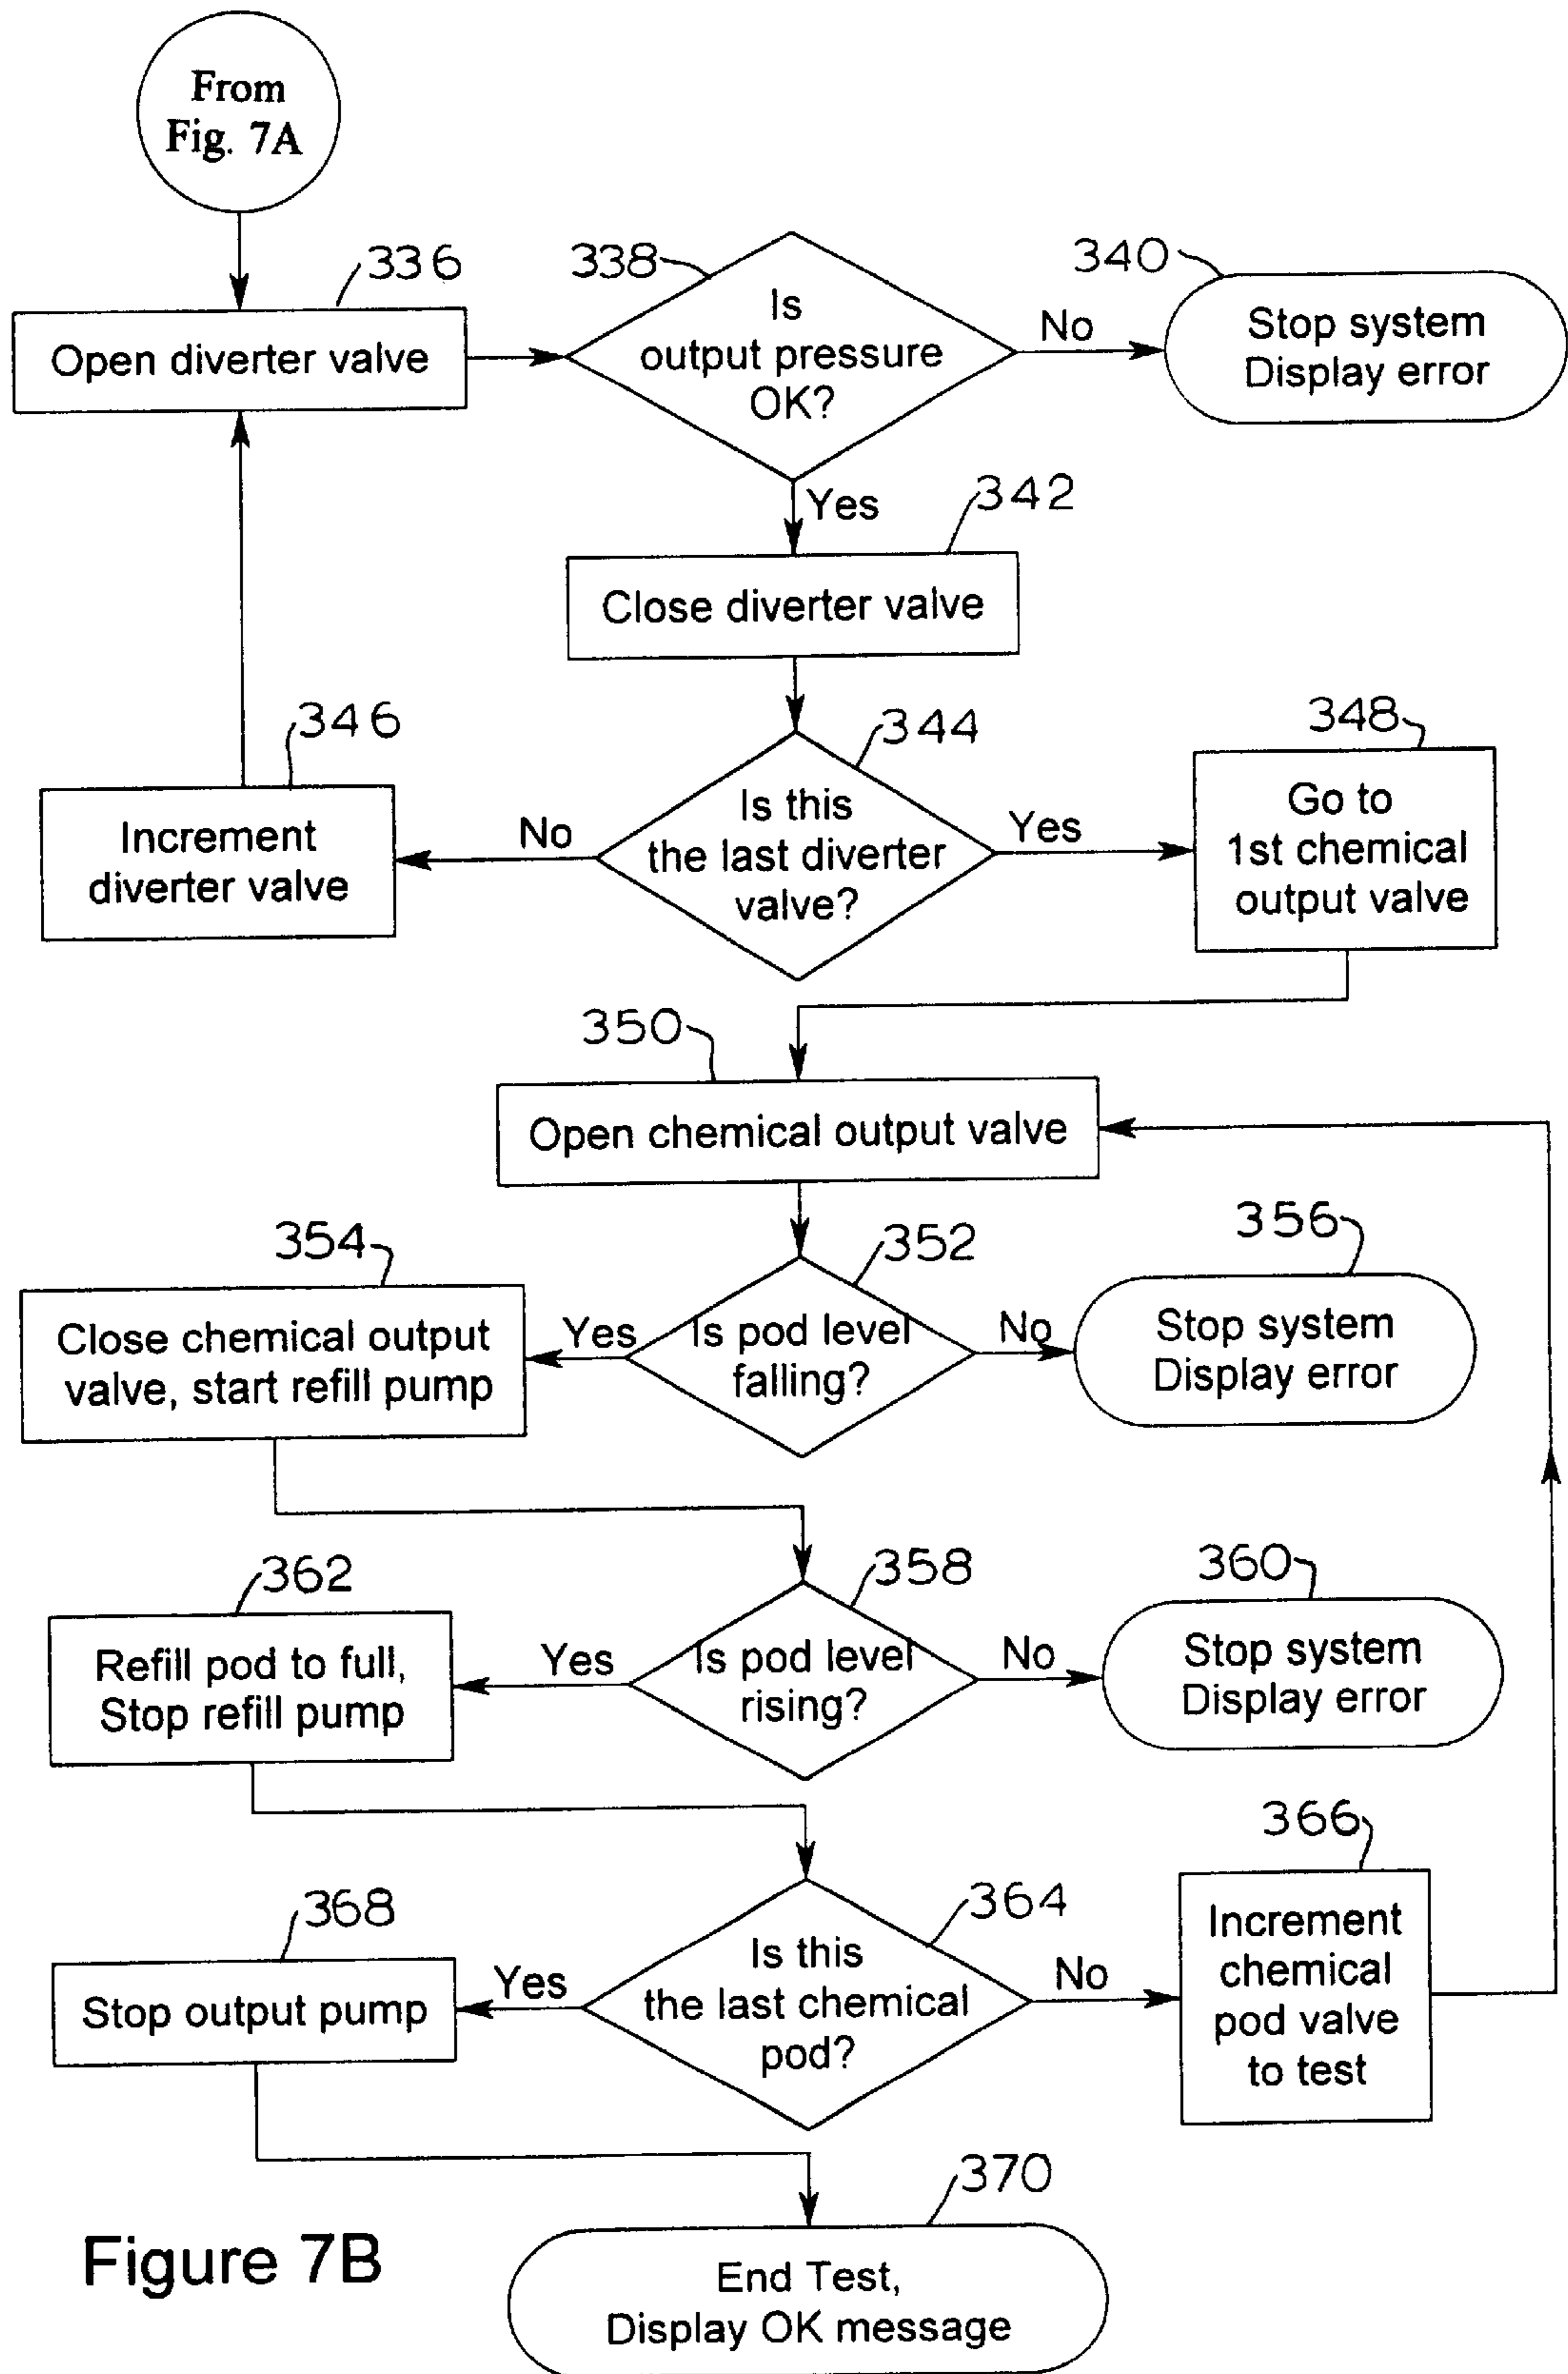 From
Fig. 7A
336
Open diverter valve
338
Is
output pressure
OK?
No
340
Stop system
Display error
Yes
342
Close diverter valve
344
Is this
the last diverter
valve?
No
346
Increment
diverter valve
Yes
348
Go to
1st chemical
output valve
350
Open chemical output valve
352
Is pod level
falling?
Yes
354
Close chemical output
valve, start refill pump
No
356
Stop system
Display error
358
Is pod level
rising?
No
360
Stop system
Display error
Yes
362
Refill pod to full,
Stop refill pump
364
Is this
the last chemical
pod?
No
366
Increment
chemical
pod valve
to test
Yes
368
Stop output pump
370
End Test,
Display OK message
Figure 7B